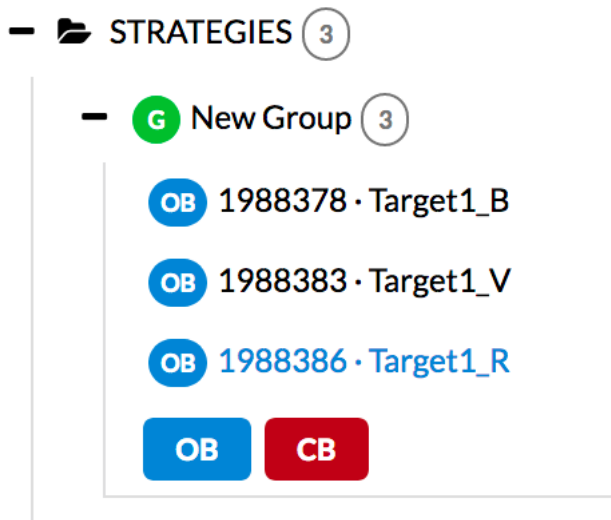 STRATEGIES 3
G New Group 3
OB 1988378 · Target1_B
OB 1988383 · Target1_V
OB 1988386 · Target1_R
OB CB